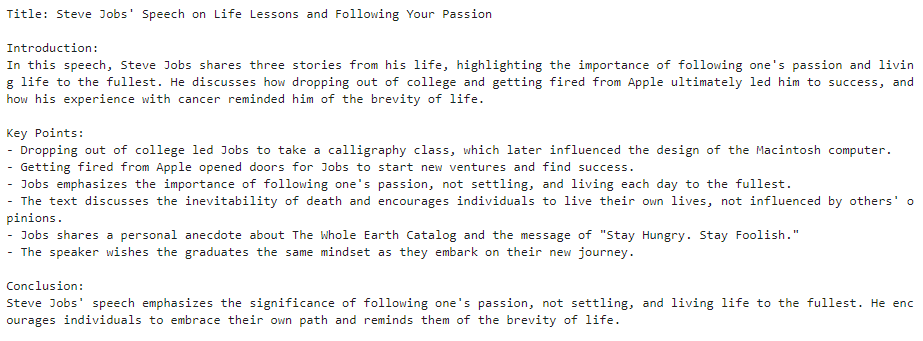 Title: Steve Jobs' Speech on Life Lessons and Following Your Passion
Introduction:
In this speech, Steve Jobs shares three stories from his life, highlighting the importance of following one's passion and livin
g life to the fullest. He discusses how dropping out of college and getting fired from Apple ultimately led him to success, and
how his experience with cancer reminded him of the brevity of life.
Key Points:
- Dropping out of college led Jobs to take a calligraphy class, which later influenced the design of the Macintosh computer.
- Getting fired from Apple opened doors for Jobs to start new ventures and find success.
- Jobs emphasizes the importance of following one's passion, not settling, and living each day to the fullest.
- The text discusses the inevitability of death and encourages individuals to live their own lives, not influenced by others' o
pinions.
- Jobs shares a personal anecdote about The Whole Earth Catalog and the message of "Stay Hungry. Stay Foolish."
- The speaker wishes the graduates the same mindset as they embark on their new journey.
Conclusion:
Steve Jobs' speech emphasizes the significance of following one's passion, not settling, and living life to the fullest. He enc
ourages individuals to embrace their own path and reminds them of the brevity of life.